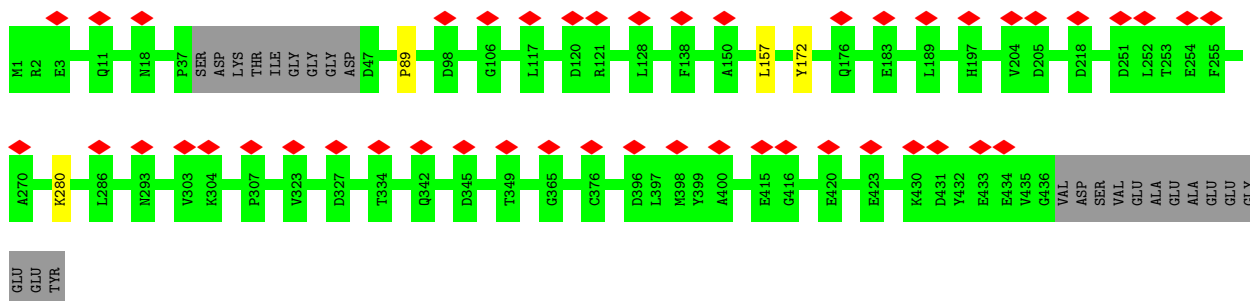 M1 R2 E3 Q11 N18 P37 SER ASP LYS THR ILE GLY GLY GLY ASP D47 P89 D98 G106 L117 D120 R121 L128 F138 A150 L157 Y172 Q176 E183 L189 H197 V204 D205 D218 D251 L252 T253 E254 F255
A270 K280 L286 N293 V303 K304 P307 V323 D327 T334 Q342 D345 T349 G365 C376 D396 L397 M398 Y399 A400 E415 G416 E420 E423 K430 D431 Y432 E433 E434 V435 G436 VAL ASP SER VAL GLU ALA GLU ALA GLU GLU GLY
GLU GLU TYR